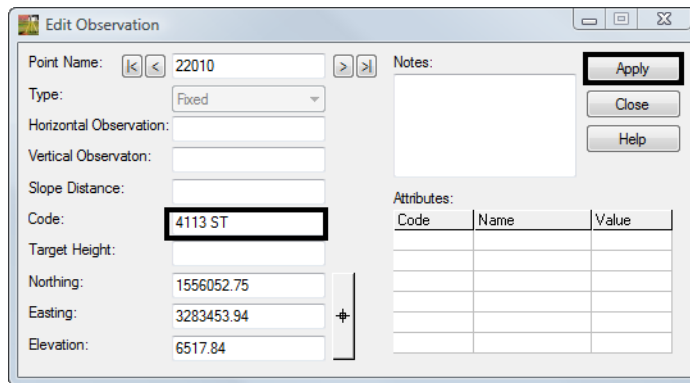 Edit Observation
Point Name: |< < 22010 > >| Notes: Apply
Type: Fixed Close
Horizontal Observation: Help
Vertical Observaton:
Slope Distance: Attributes:
Code: 4113 ST Code Name Value
Target Height:
Northing: 1556052.75
Easting: 3283453.94
Elevation: 6517.84